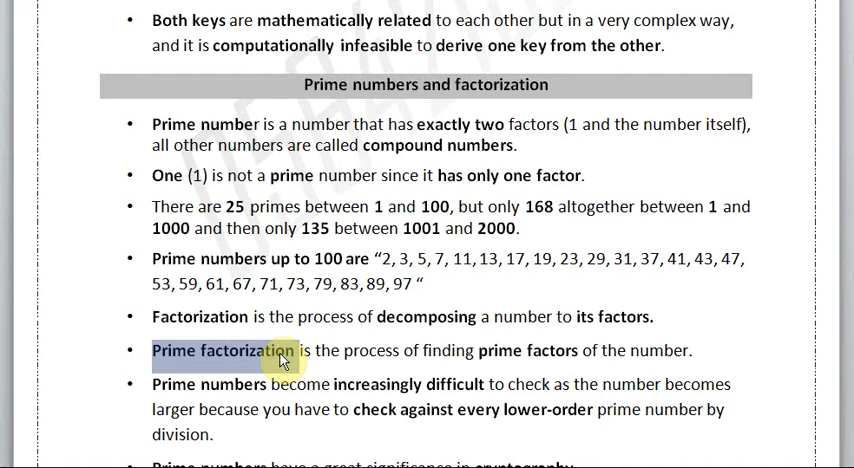 • Both keys are mathematically related to each other but in a very complex way,
and it is computationally infeasible to derive one key from the other.
Prime numbers and factorization
• Prime number is a number that has exactly two factors (1 and the number itself),
all other numbers are called compound numbers.
• One (1) is not a prime number since it has only one factor.
• There are 25 primes between 1 and 100, but only 168 altogether between 1 and
1000 and then only 135 between 1001 and 2000.
• Prime numbers up to 100 are “2, 3, 5, 7, 11, 13, 17, 19, 23, 29, 31, 37, 41, 43, 47,
53, 59, 61, 67, 71, 73, 79, 83, 89, 97 “
• Factorization is the process of decomposing a number to its factors.
• Prime factorization is the process of finding prime factors of the number.
• Prime numbers become increasingly difficult to check as the number becomes
larger because you have to check against every lower-order prime number by
division.
• Prime numbers have a great significance in cryptography.